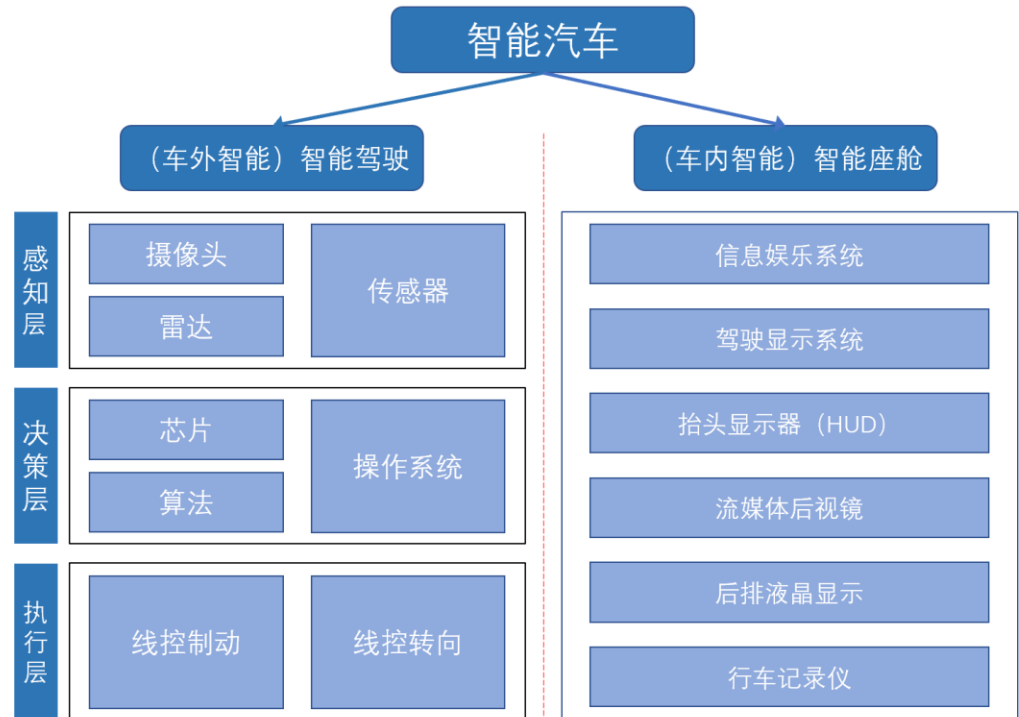 智能汽车
（车外智能）智能驾驶
（车内智能）智能座舱
感知层
摄像头
雷达
传感器
决策层
芯片
算法
操作系统
执行层
线控制动
线控转向
信息娱乐系统
驾驶显示系统
抬头显示器（HUD）
流媒体后视镜
后排液晶显示
行车记录仪